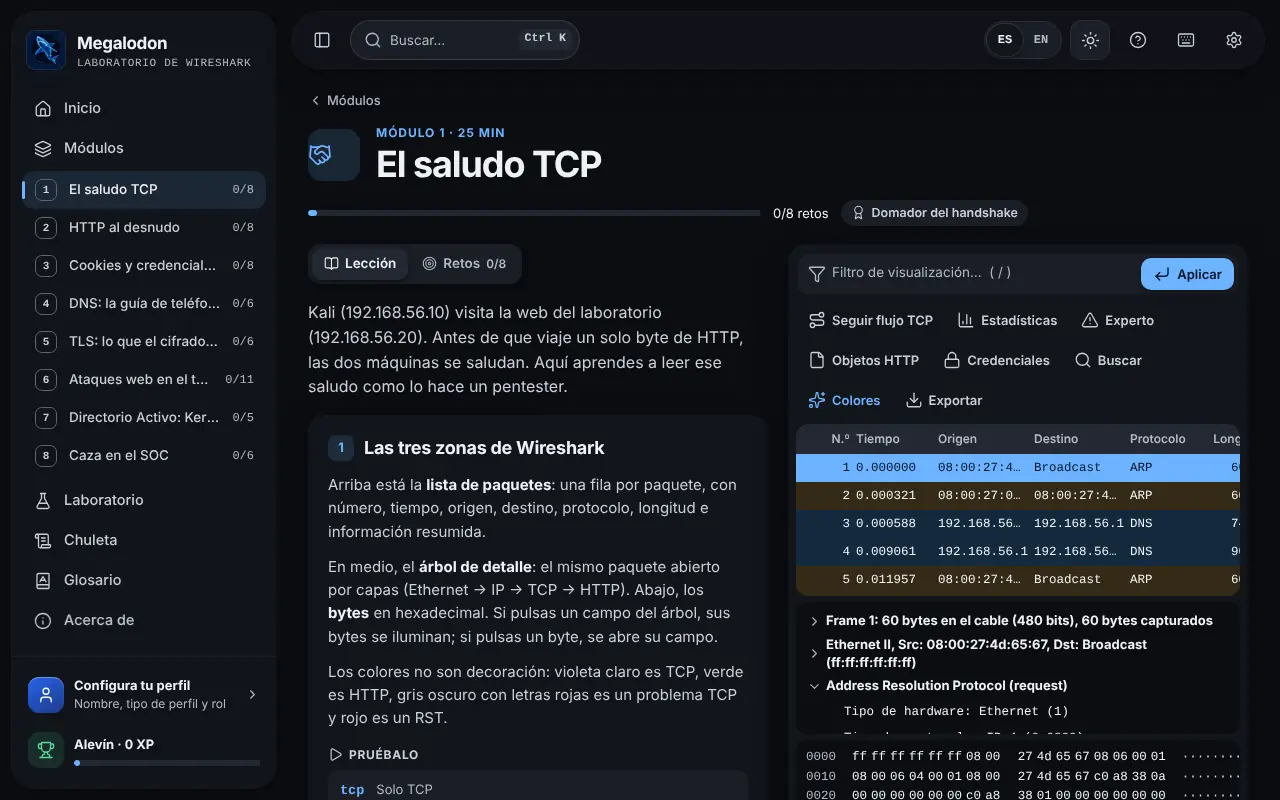 Megalodon
LABORATORIO DE WIRESHARK
Inicio
Módulos
1 El saludo TCP 0/8
2 HTTP al desnudo 0/8
3 Cookies y credencial... 0/8
4 DNS: la guía de teléfo... 0/6
5 TLS: lo que el cifrado... 0/6
6 Ataques web en el t... 0/11
7 Directorio Activo: Ker... 0/5
8 Caza en el SOC 0/6
Laboratorio
Chuleta
Glosario
Acerca de
Configura tu perfil
Nombre, tipo de perfil y rol
Alevín · 0 XP
Buscar... Ctrl K
ES EN
Módulos
MÓDULO 1 · 25 MIN
El saludo TCP
0/8 retos Domador del handshake
Lección Retos 0/8
Kali (192.168.56.10) visita la web del laboratorio
(192.168.56.20). Antes de que viaje un solo byte de HTTP,
las dos máquinas se saludan. Aquí aprendes a leer ese
saludo como lo hace un pentester.
1 Las tres zonas de Wireshark
Arriba está la lista de paquetes: una fila por paquete, con
número, tiempo, origen, destino, protocolo, longitud e
información resumida.
En medio, el árbol de detalle: el mismo paquete abierto
por capas (Ethernet → IP → TCP → HTTP). Abajo, los
bytes en hexadecimal. Si pulsas un campo del árbol, sus
bytes se iluminan; si pulsas un byte, se abre su campo.
Los colores no son decoración: violeta claro es TCP, verde
es HTTP, gris oscuro con letras rojas es un problema TCP
y rojo es un RST.
PRUÉBALO
tcp Solo TCP
Filtro de visualización... ( / ) Aplicar
Seguir flujo TCP Estadísticas Experto
Objetos HTTP Credenciales Buscar
Colores Exportar
N.º Tiempo Origen Destino Protocolo Long
1 0.000000 08:00:27:4… Broadcast ARP 6
2 0.000321 08:00:27:0… 08:00:27:4… ARP 6
3 0.000588 192.168.56… 192.168.56.1 DNS 7
4 0.009061 192.168.56.1 192.168.56… DNS 9
5 0.011957 08:00:27:4… Broadcast ARP 6
Frame 1: 60 bytes en el cable (480 bits), 60 bytes capturados
Ethernet II, Src: 08:00:27:4d:65:67, Dst: Broadcast
(ff:ff:ff:ff:ff:ff)
Address Resolution Protocol (request)
Tipo de hardware: Ethernet (1)
0000 ff ff ff ff ff ff 08 00 27 4d 65 67 08 06 00 01 ········
0010 08 00 06 04 00 01 08 00 27 4d 65 67 c0 a8 38 0a ········
0020 00 00 00 00 00 00 c0 a8 38 01 00 00 00 00 00 00 ········